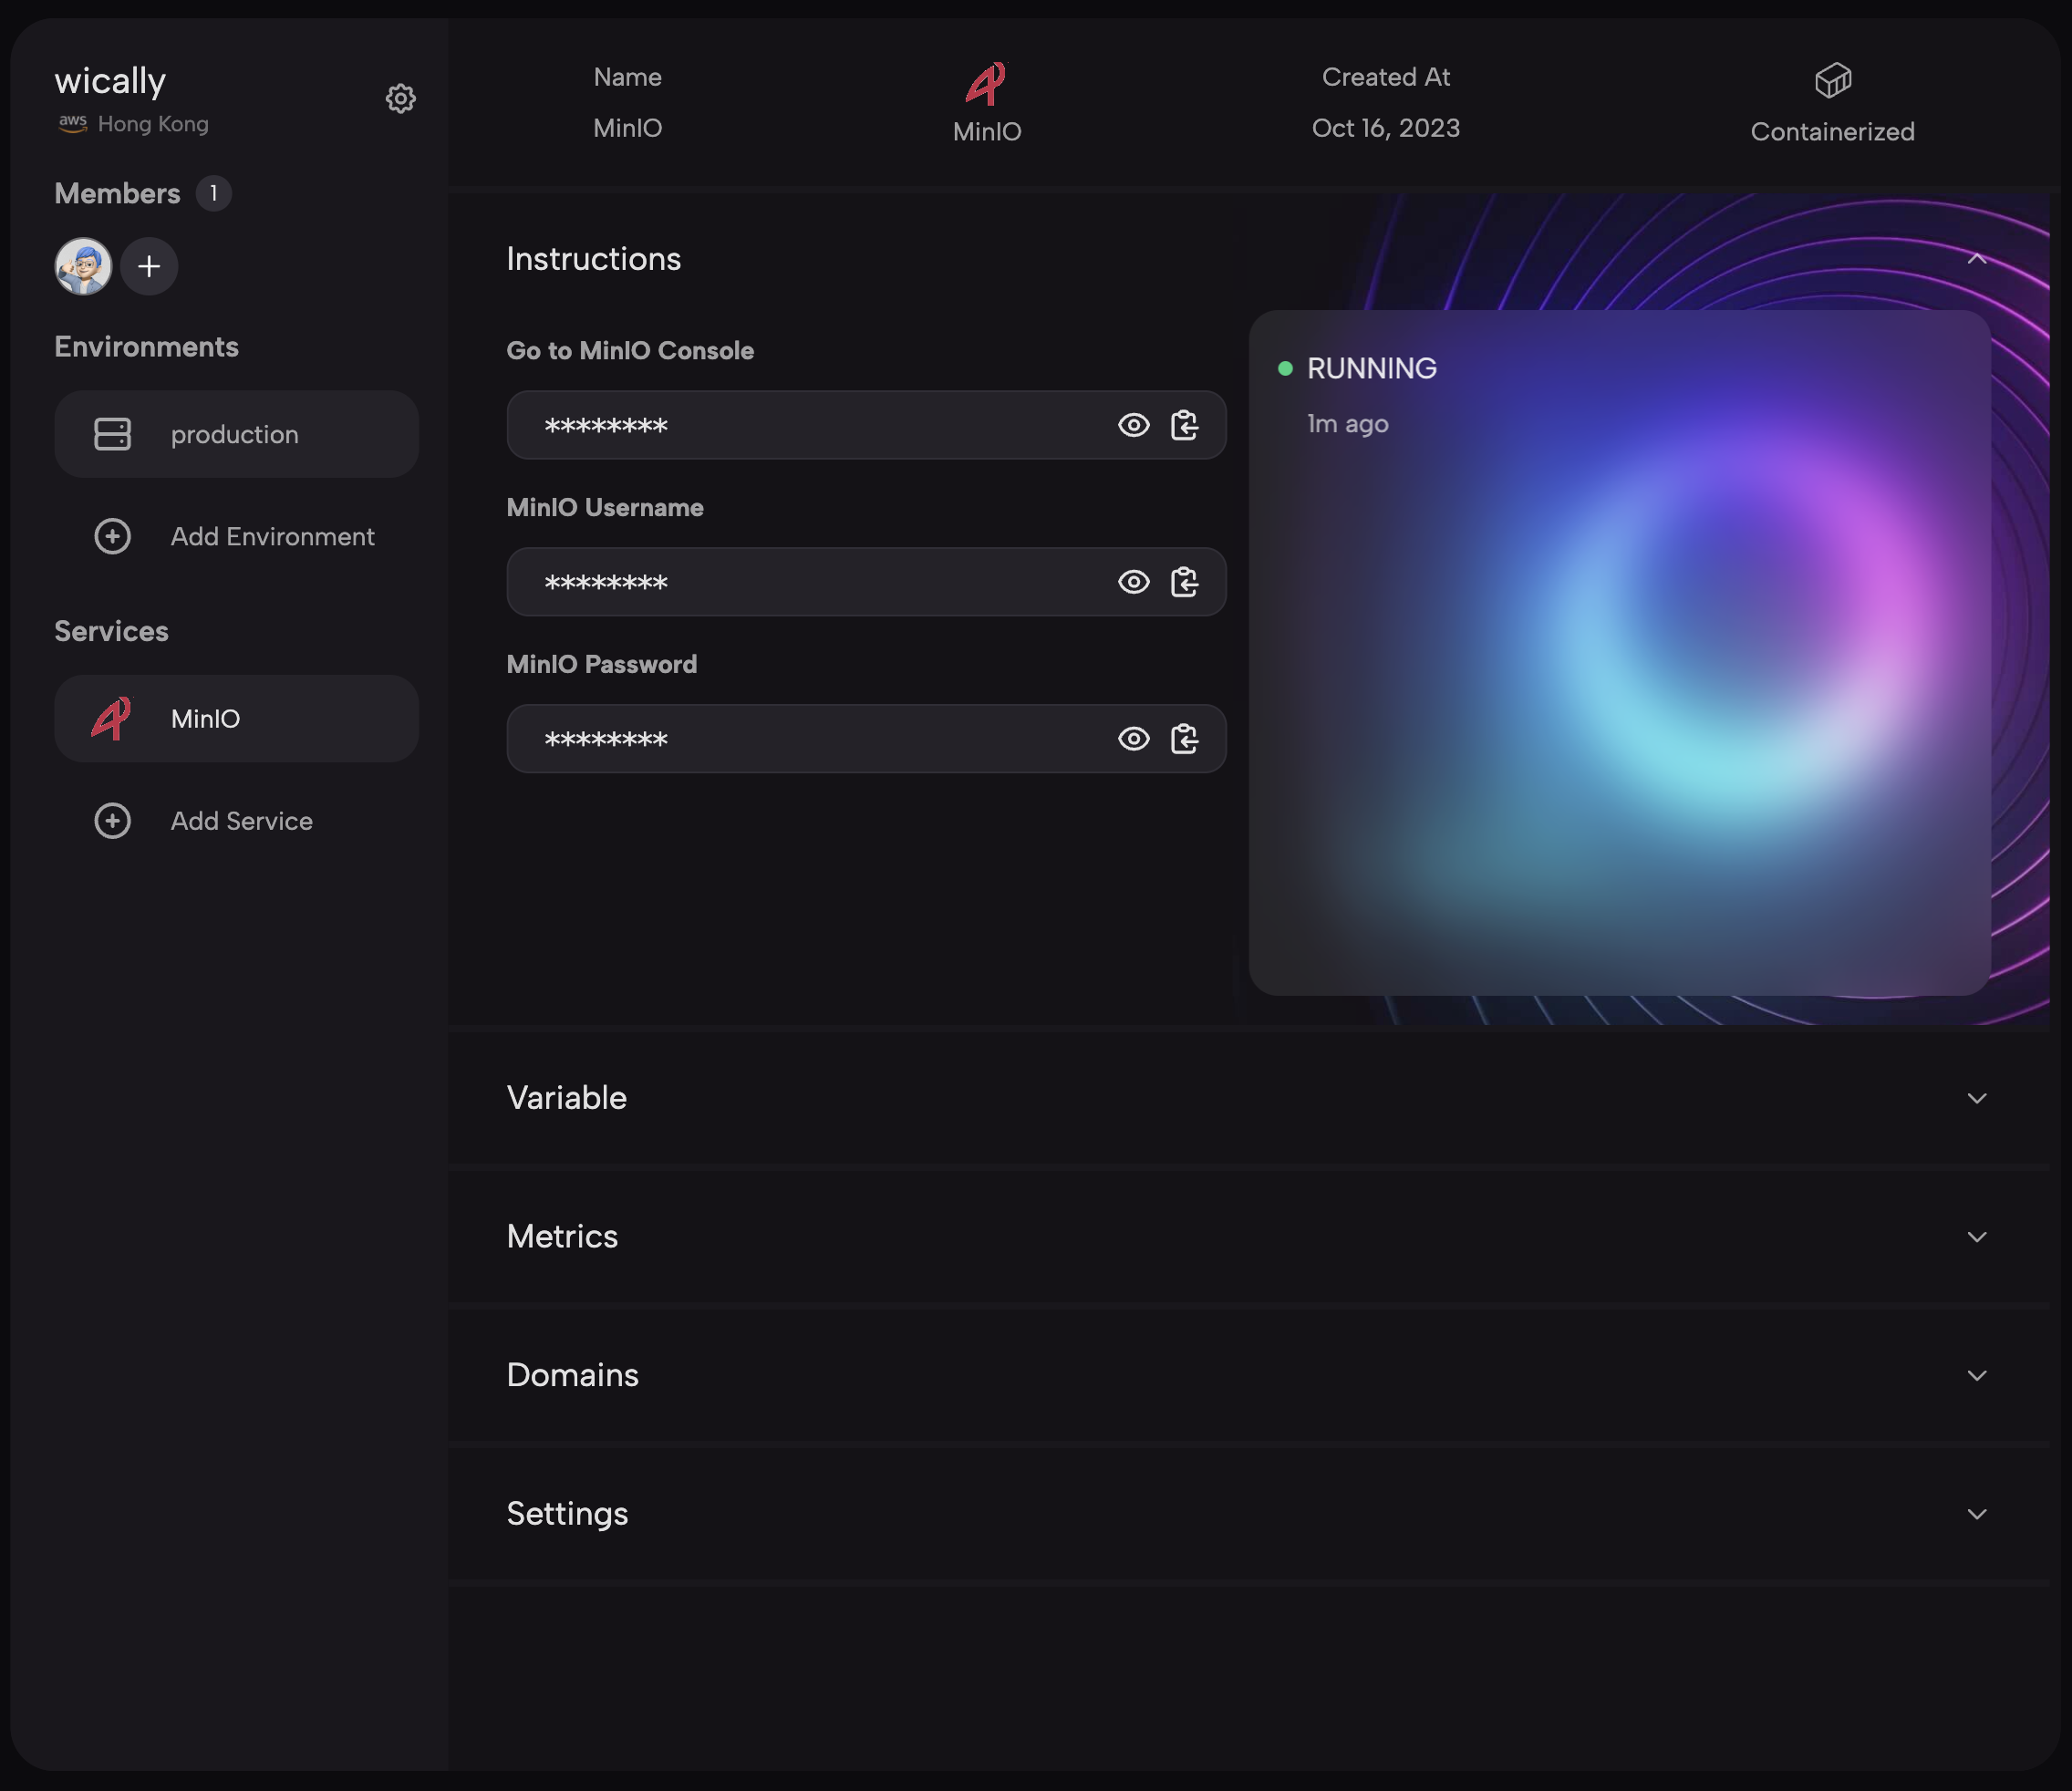 wically
aws Hong Kong
Members 1
Environments
production
Add Environment
Services
MinIO
Add Service
Name
MinIO
MinIO
Created At
Oct 16, 2023
Containerized
Instructions
Go to MinIO Console
********
MinIO Username
********
MinIO Password
********
RUNNING
1m ago
Variable
Metrics
Domains
Settings